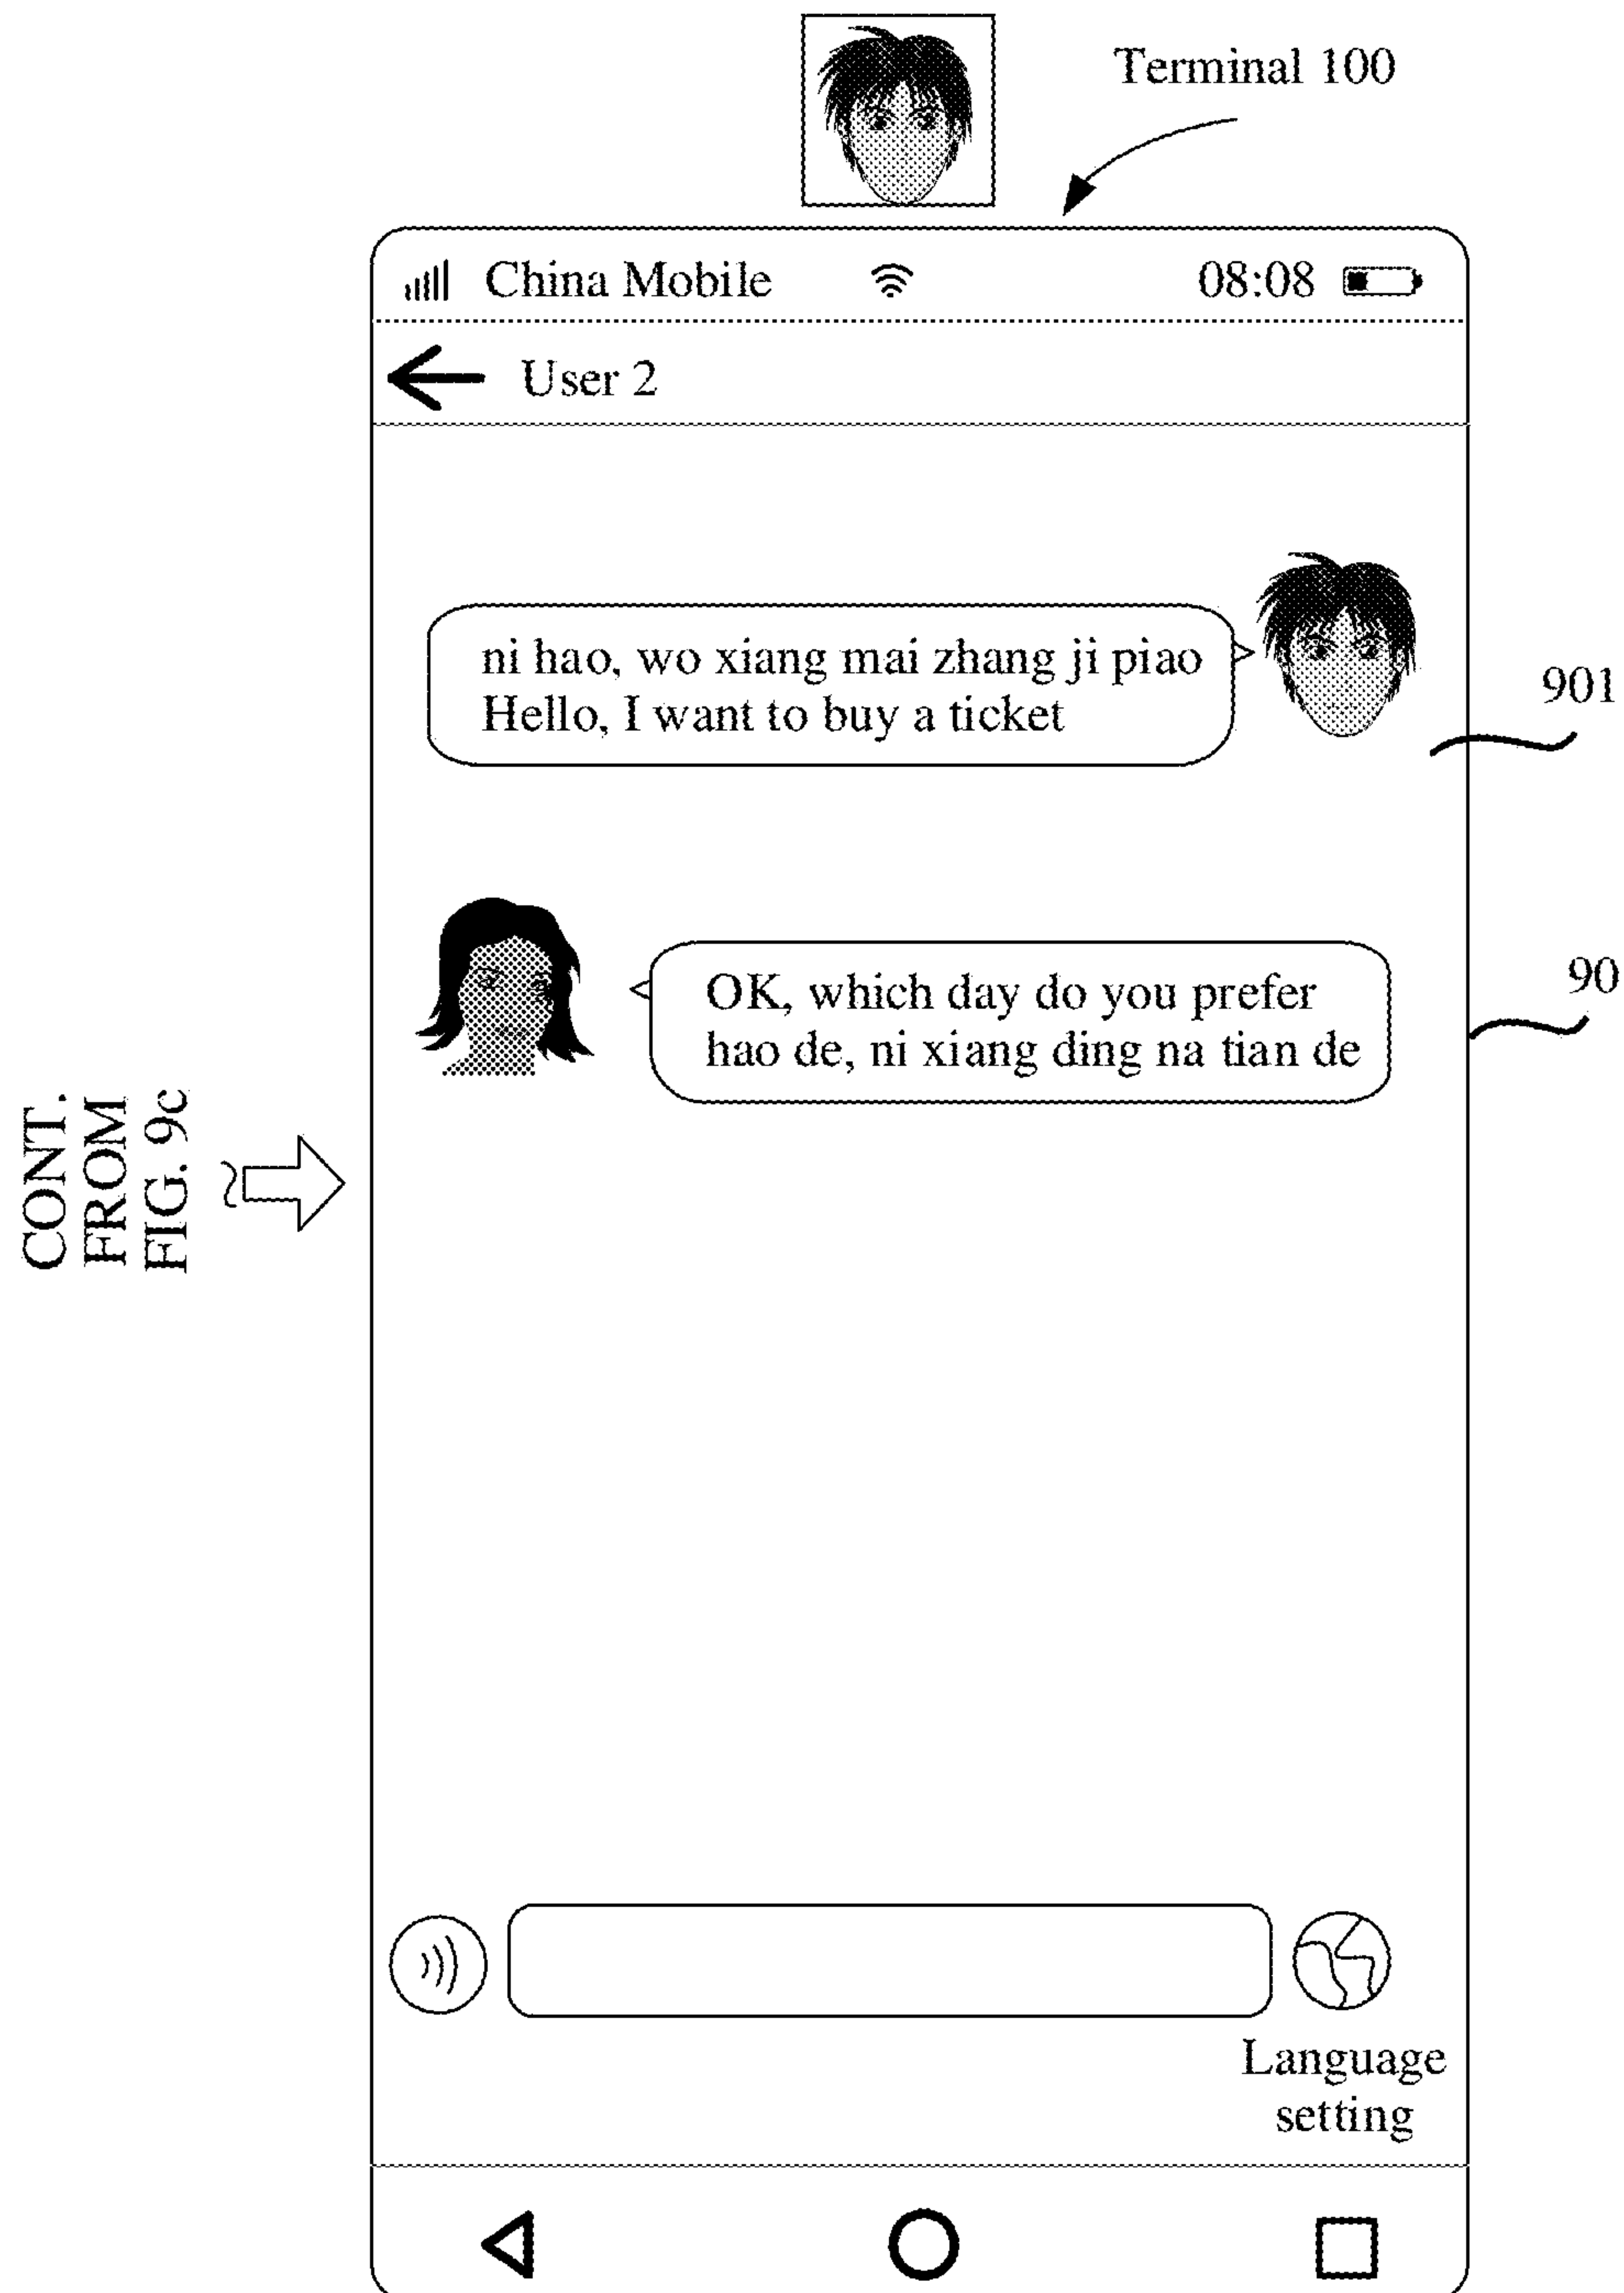 Terminal 100
China Mobile 08:08
User 2
ni hao, wo xiang mai zhang ji piao
Hello, I want to buy a ticket
901
OK, which day do you prefer
hao de, ni xiang ding na tian de
90
CONT.
FROM
FIG. 9c
Language
setting